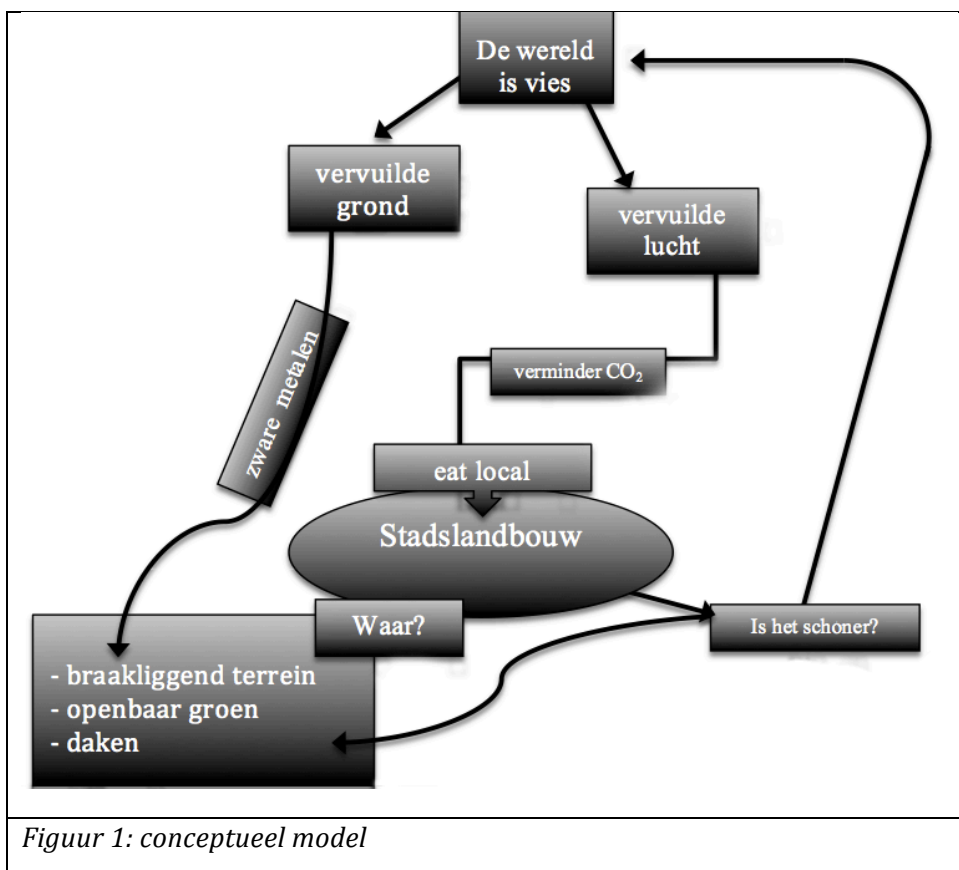 De wereld
is vies
vervuilde
grond
vervuilde
lucht
zware metalen
verminder CO₂
eat local
Stadslandbouw
Waar?
Is het schoner?
- braakliggend terrein
- openbaar groen
- daken
Figuur 1: conceptueel model